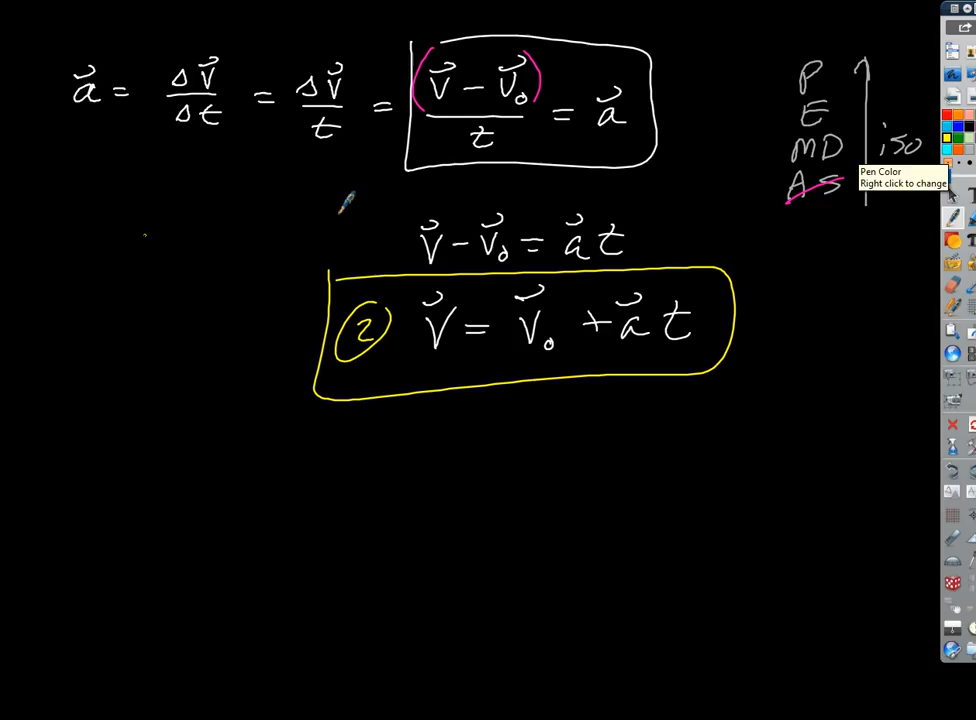 a⃗ = Δv⃗/Δt = Δv⃗/t = (v⃗ − v⃗₀)/t = a⃗
v⃗ − v⃗₀ = a⃗ t
② v⃗ = v⃗₀ + a⃗ t
P
E
MD
AS
iso
Pen Color
Right click to change